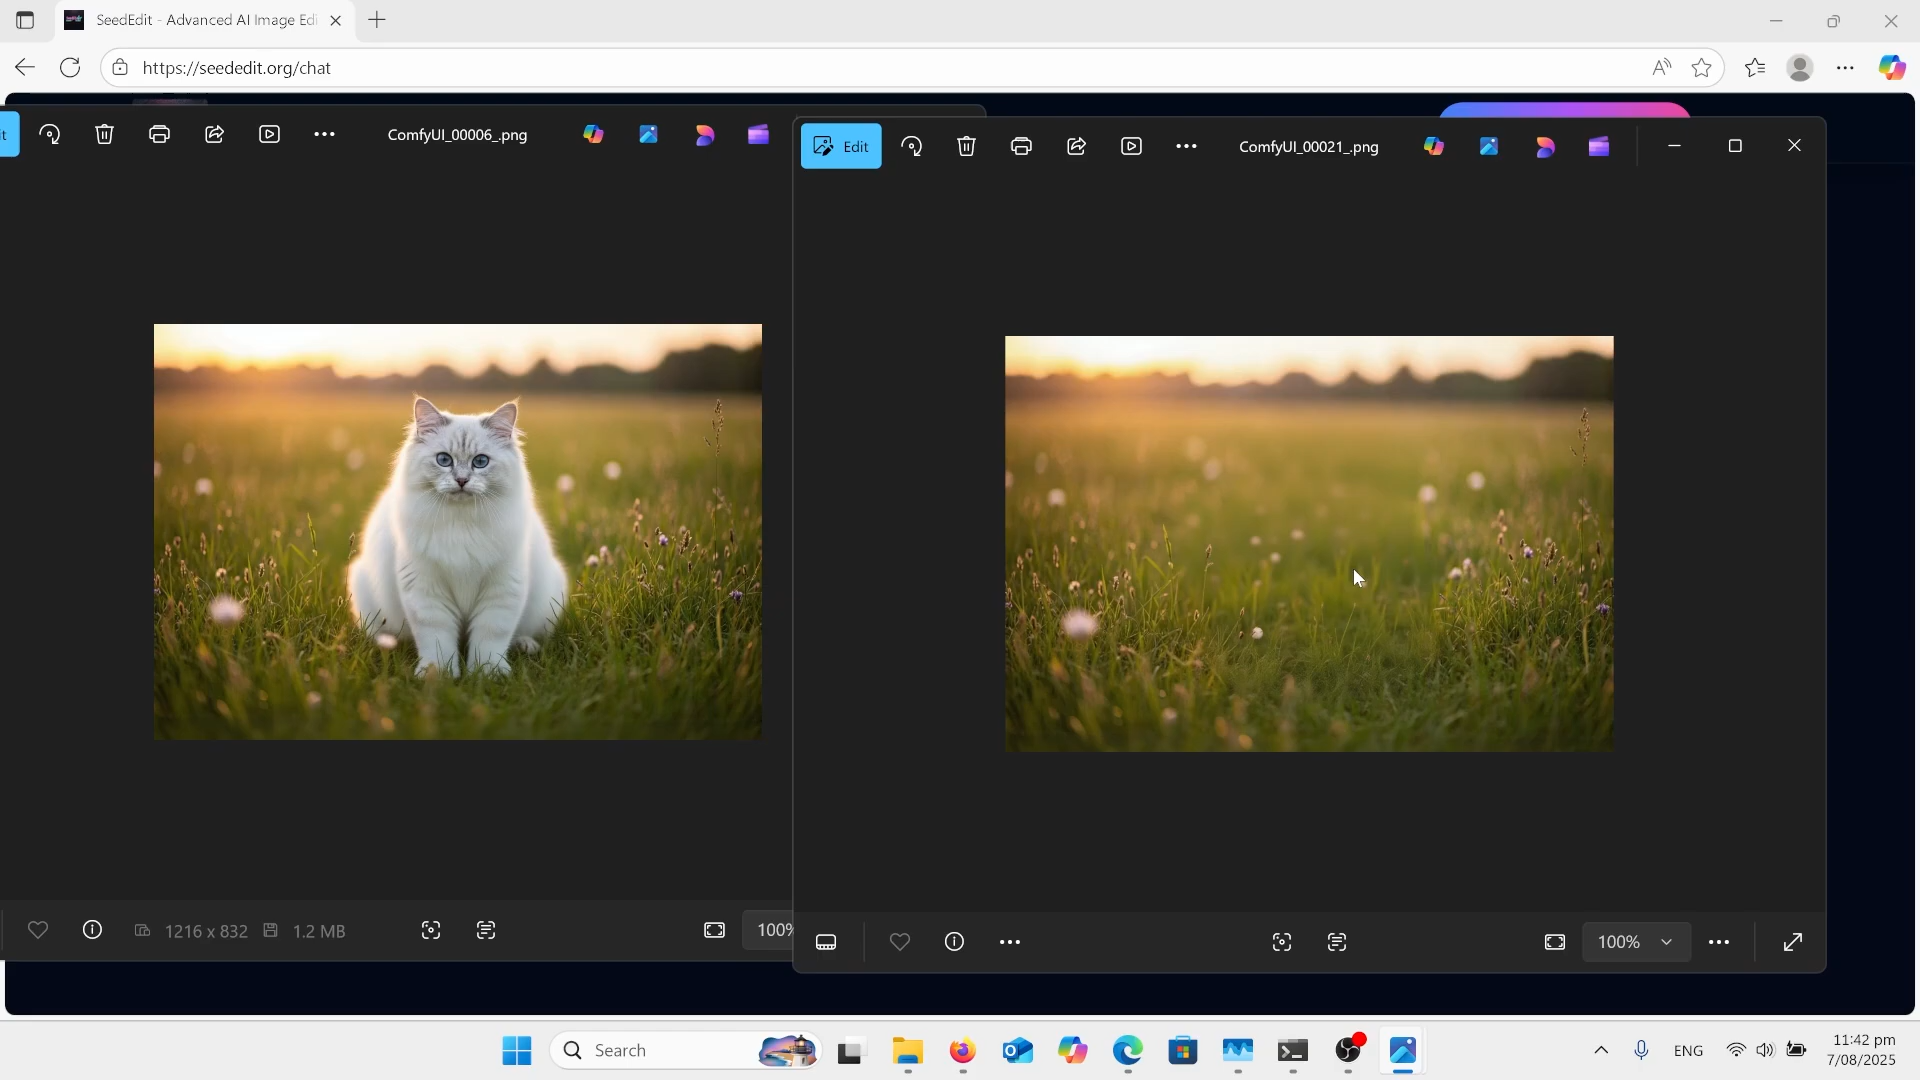 SeedEdit - Advanced AI Image Edi
https://seededit.org/chat
it
ComfyUI_00006_.png
Edit
ComfyUI_00021_.png
1216 x 832
1.2 MB
100%
100%
Search
ENG
11:42 pm
7/08/2025